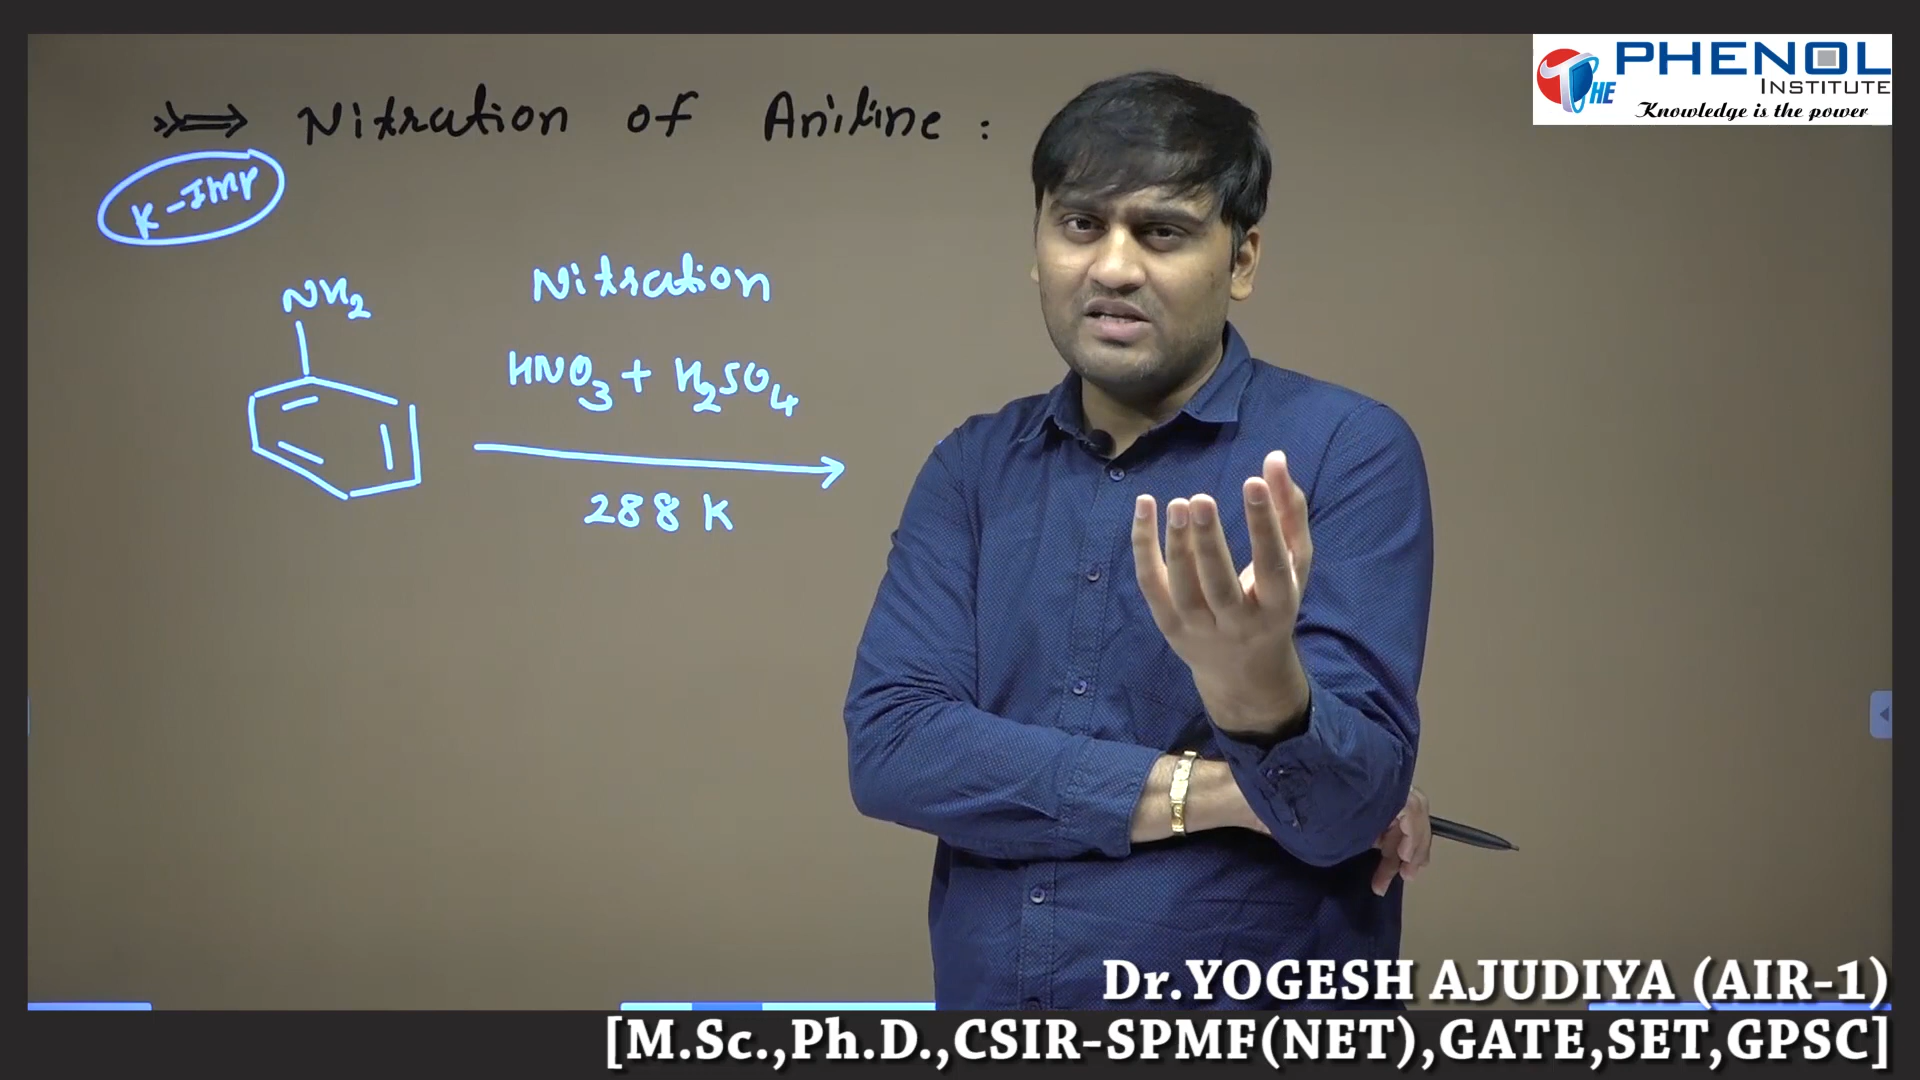 THE PHENOL
INSTITUTE
Knowledge is the power
⤐⇒ Nitration of Aniline :
K-Imp
NH2
Nitration
HNO3 + H2SO4
288 K
Dr.YOGESH AJUDIYA (AIR-1)
[M.Sc.,Ph.D.,CSIR-SPMF(NET),GATE,SET,GPSC]